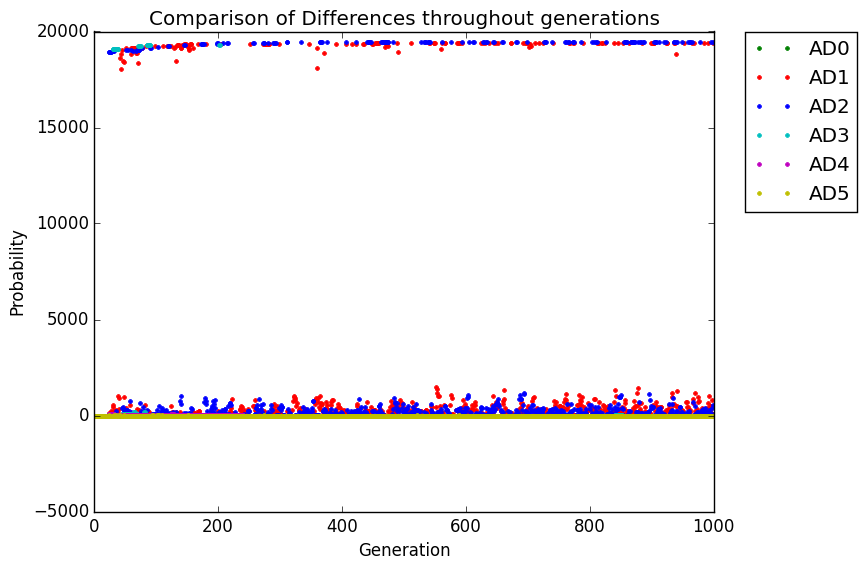 Comparison of Differences throughout generations
20000
15000
10000
5000
0
−5000
Probability
0 200 400 600 800 1000
Generation
AD0
AD1
AD2
AD3
AD4
AD5